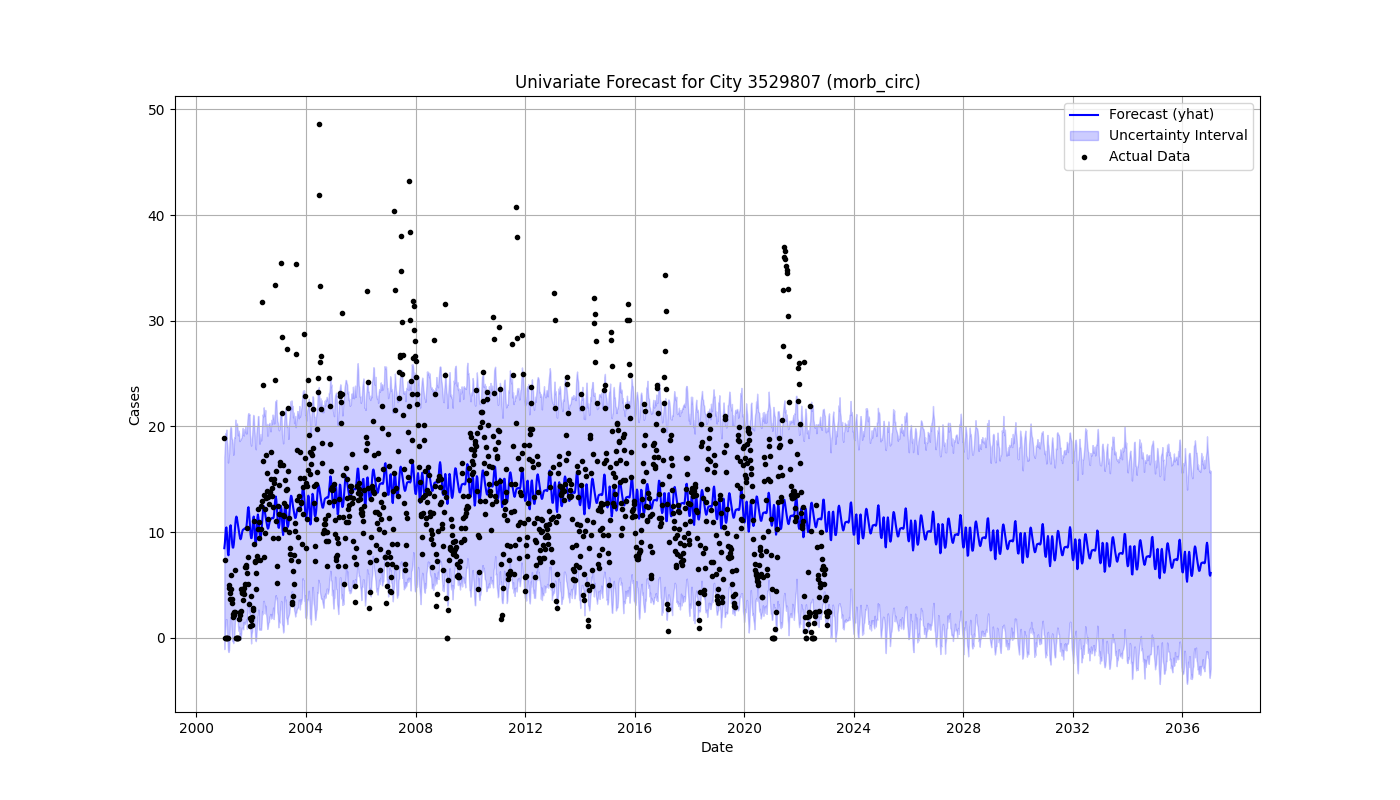 Univariate Forecast for City 3529807 (morb_circ)
Forecast (yhat)
Uncertainty Interval
Actual Data
Cases
50
40
30
20
10
0
2000 2004 2008 2012 2016 2020 2024 2028 2032 2036
Date